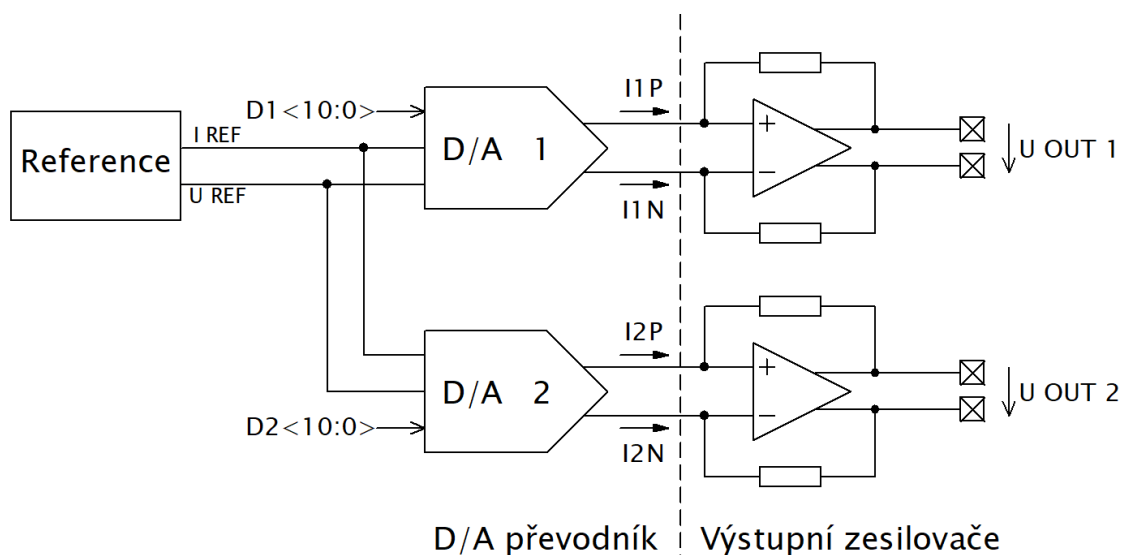 Reference
I REF
U REF
D1<10:0>
D/A 1
I1P
I1N
+
−
U OUT 1
D2<10:0>
D/A 2
I2P
I2N
+
−
U OUT 2
D/A převodník
Výstupní zesilovače